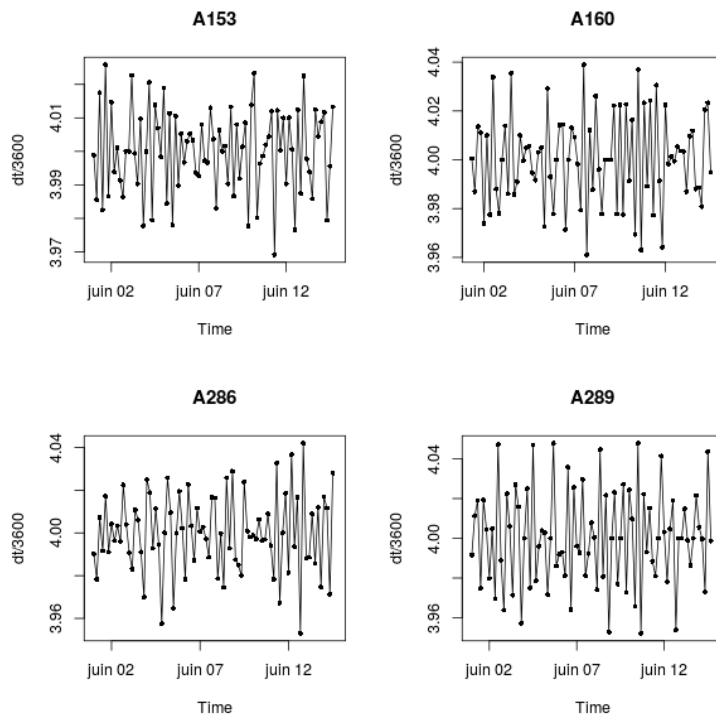 A153
dt/3600
3.97 3.99 4.01
juin 02 juin 07 juin 12
Time
A160
dt/3600
3.96 3.98 4.00 4.02 4.04
juin 02 juin 07 juin 12
Time
A286
dt/3600
3.96 4.00 4.04
juin 02 juin 07 juin 12
Time
A289
dt/3600
3.96 4.00 4.04
juin 02 juin 07 juin 12
Time